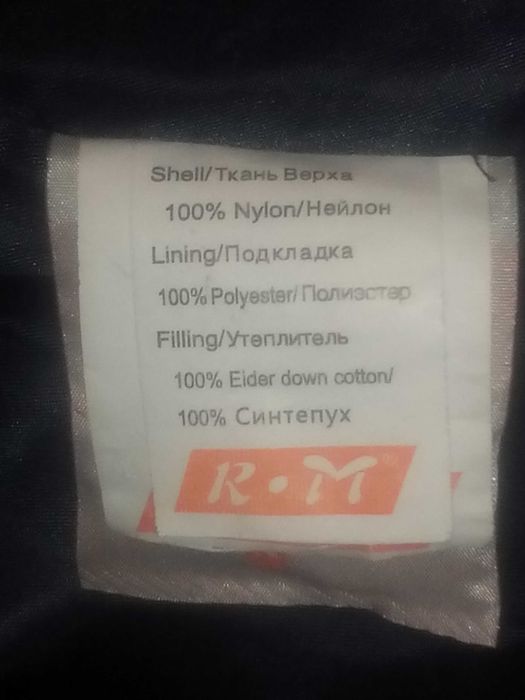 Shell/Ткань Верха
100% Nylon/Нейлон
Lining/Подкладка
100% Polyester/Полиэстер
Filling/Утеплитель
100% Eider down cotton/
100% Синтепух
R•M®